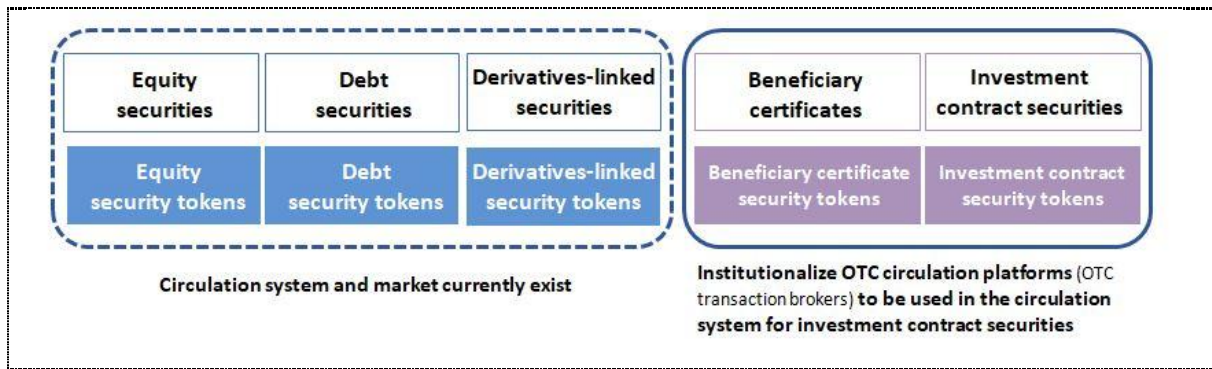 Equity
securities
Debt
securities
Derivatives-linked
securities
Beneficiary
certificates
Investment
contract securities
Equity
security tokens
Debt
security tokens
Derivatives-linked
security tokens
Beneficiary certificate
security tokens
Investment contract
security tokens
Circulation system and market currently exist
Institutionalize OTC circulation platforms (OTC
transaction brokers) to be used in the circulation
system for investment contract securities